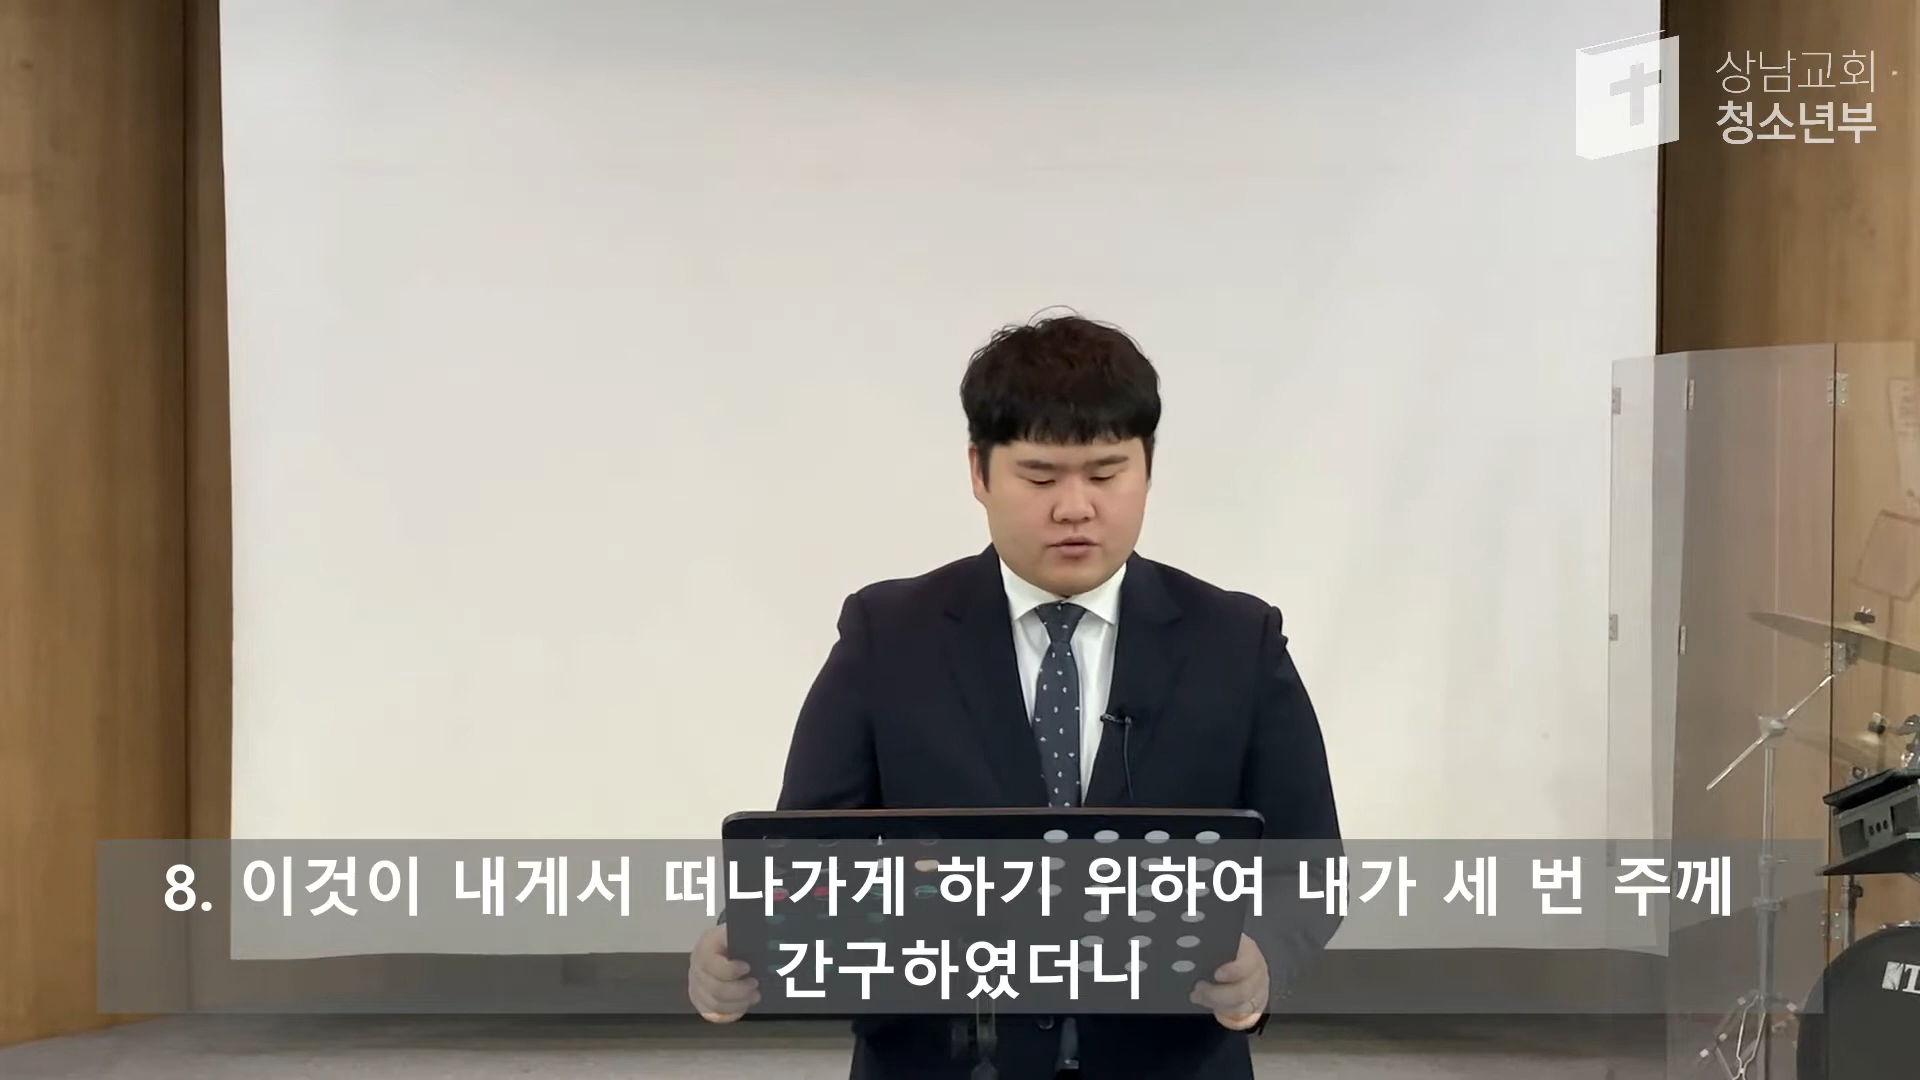 상남교회
청소년부
8. 이것이 내게서 떠나가게 하기 위하여 내가 세 번 주께
간구하였더니